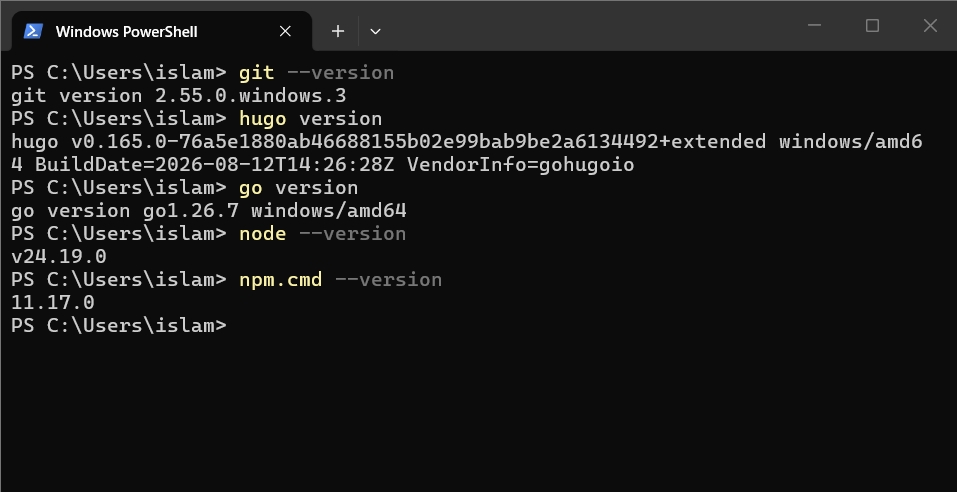 Windows PowerShell
PS C:\Users\islam> git --version
git version 2.55.0.windows.3
PS C:\Users\islam> hugo version
hugo v0.165.0-76a5e1880ab46688155b02e99bab9be2a6134492+extended windows/amd6
4 BuildDate=2026-08-12T14:26:28Z VendorInfo=gohugoio
PS C:\Users\islam> go version
go version go1.26.7 windows/amd64
PS C:\Users\islam> node --version
v24.19.0
PS C:\Users\islam> npm.cmd --version
11.17.0
PS C:\Users\islam>